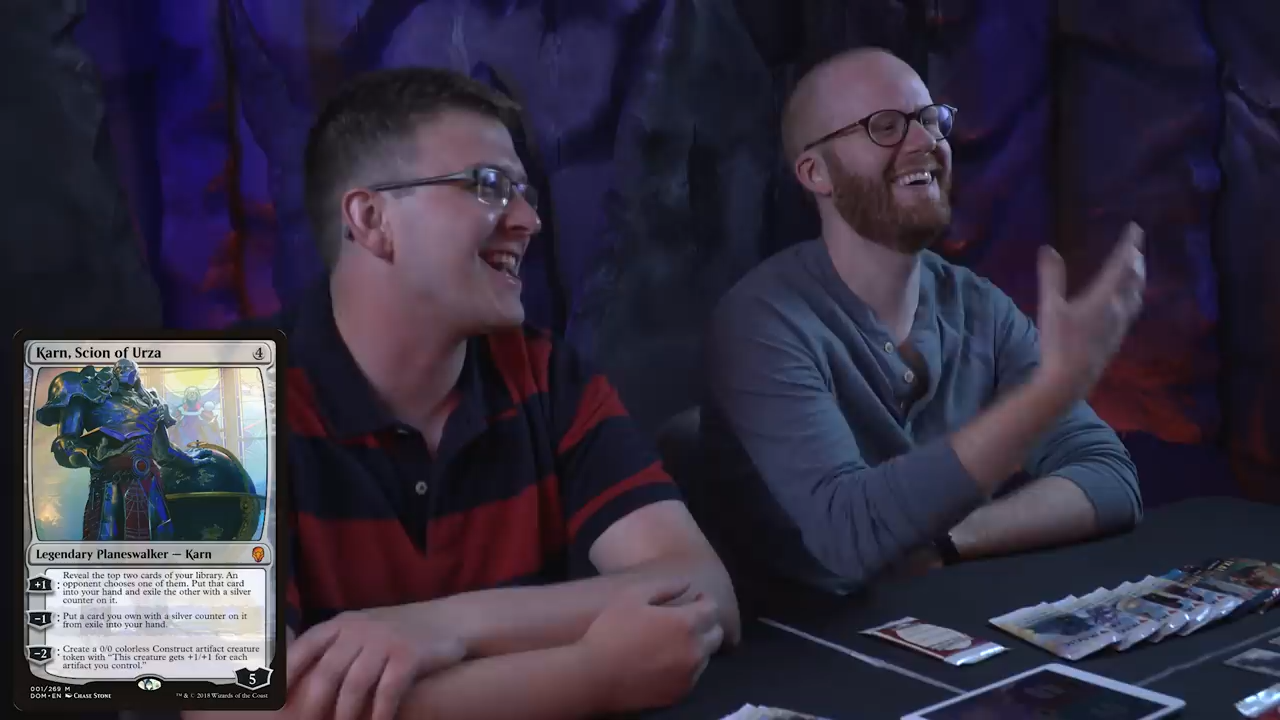 Karn, Scion of Urza 4
Legendary Planeswalker — Karn
+1 : Reveal the top two cards of your library. An
opponent chooses one of them. Put that card
into your hand and exile the other with a silver
counter on it.
−1 : Put a card you own with a silver counter on it
from exile into your hand.
−2 : Create a 0/0 colorless Construct artifact creature
token with “This creature gets +1/+1 for each
artifact you control.”
5
001/269 M
DOM • EN Chase Stone
™ & © 2018 Wizards of the Coast